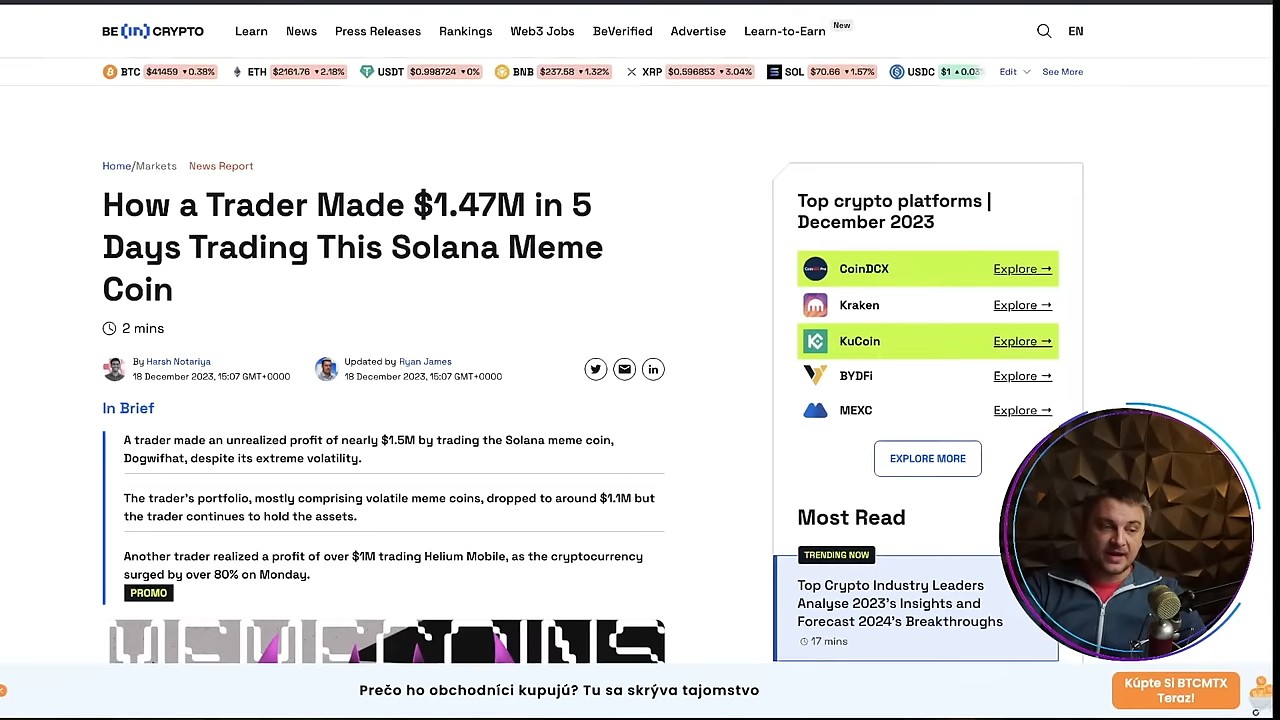 BE[IN]CRYPTO Learn News Press Releases Rankings Web3 Jobs BeVerified Advertise Learn-to-Earn New EN
BTC $41459 ▼0.38% ETH $2161.76 ▼2.18% USDT $0.998724 ▼0% BNB $237.58 ▼1.32% XRP $0.596853 ▼3.04% SOL $70.66 ▼1.57% USDC $1 ▲0.03 Edit See More
Home/Markets News Report
How a Trader Made $1.47M in 5
Days Trading This Solana Meme
Coin
2 mins
By Harsh Notariya
18 December 2023, 15:07 GMT+0000
Updated by Ryan James
18 December 2023, 15:07 GMT+0000
In Brief
A trader made an unrealized profit of nearly $1.5M by trading the Solana meme coin,
Dogwifhat, despite its extreme volatility.
The trader's portfolio, mostly comprising volatile meme coins, dropped to around $1.1M but
the trader continues to hold the assets.
Another trader realized a profit of over $1M trading Helium Mobile, as the cryptocurrency
surged by over 80% on Monday.
PROMO
Top crypto platforms |
December 2023
CoinDCX Explore →
Kraken Explore →
KuCoin Explore →
BYDFi Explore →
MEXC Explore →
EXPLORE MORE
Most Read
TRENDING NOW
Top Crypto Industry Leaders
Analyse 2023's Insights and
Forecast 2024's Breakthroughs
17 mins
Prečo ho obchodníci kupujú? Tu sa skrýva tajomstvo
Kúpte Si BTCMTX
Teraz!